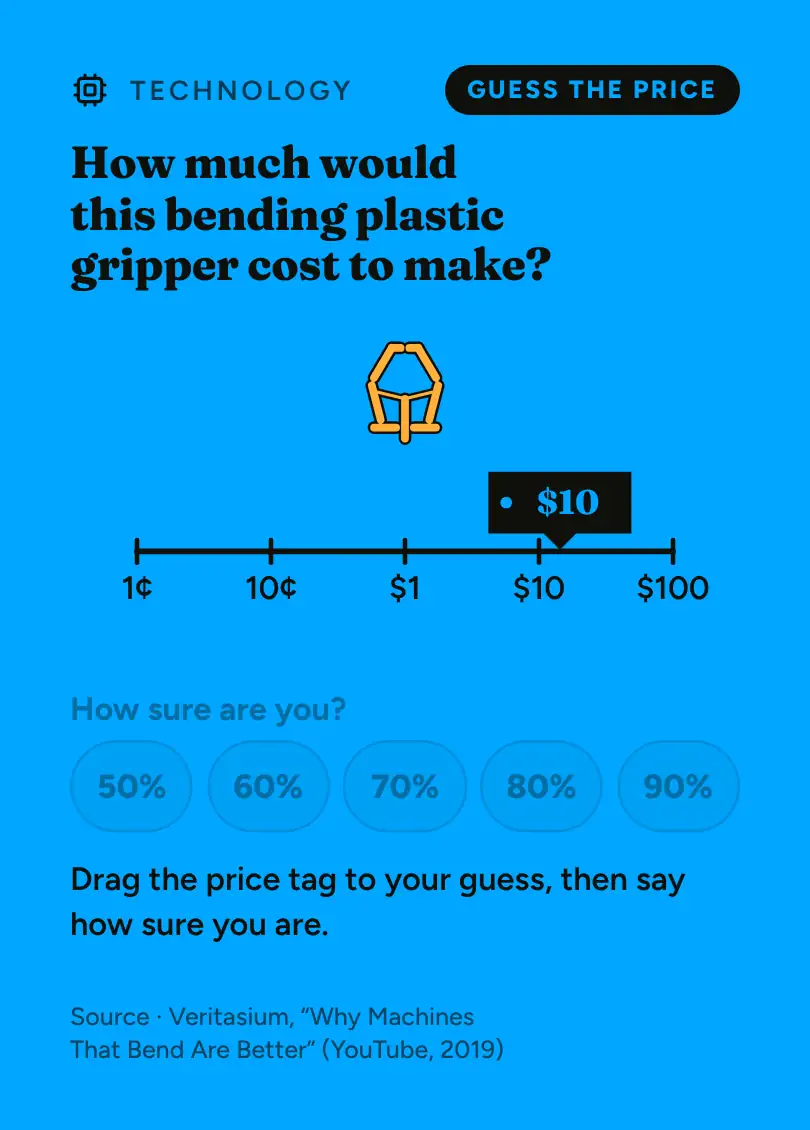 TECHNOLOGY
GUESS THE PRICE
How much would
this bending plastic
gripper cost to make?
$10
1¢
10¢
$1
$10
$100
How sure are you?
50%
60%
70%
80%
90%
Drag the price tag to your guess, then say
how sure you are.
Source · Veritasium, “Why Machines
That Bend Are Better” (YouTube, 2019)